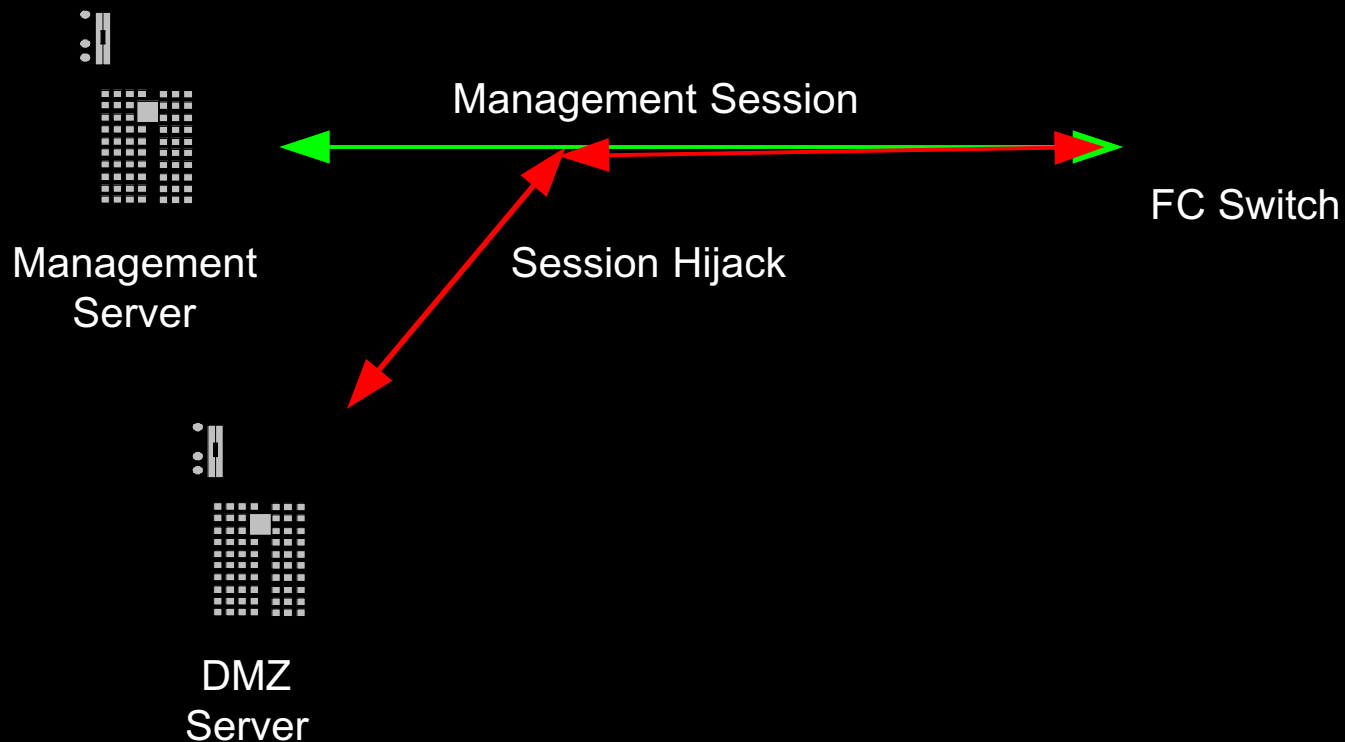 Management Session
FC Switch
Management
Server
Session Hijack
DMZ
Server